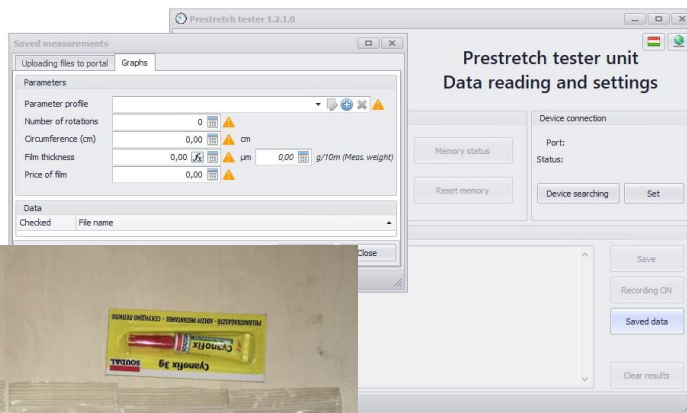 Prestretch tester 1.2.1.0
Prestretch tester unit
Data reading and settings
Device connection
Port:
Status:
Memory status
Reset memory
Device searching
Set
Save
Recording ON
Saved data
Clear results
Saved measurements
Uploading files to portal
Graphs
Parameters
Parameter profile
Number of rotations 0
Circumference (cm) 0,00 cm
Film thickness 0,00 fx µm 0,00 g/10m (Meas. weight)
Price of film 0,00
Data
Checked File name
Close
Cyanofix 3g
SOUDAL
Cyanofix